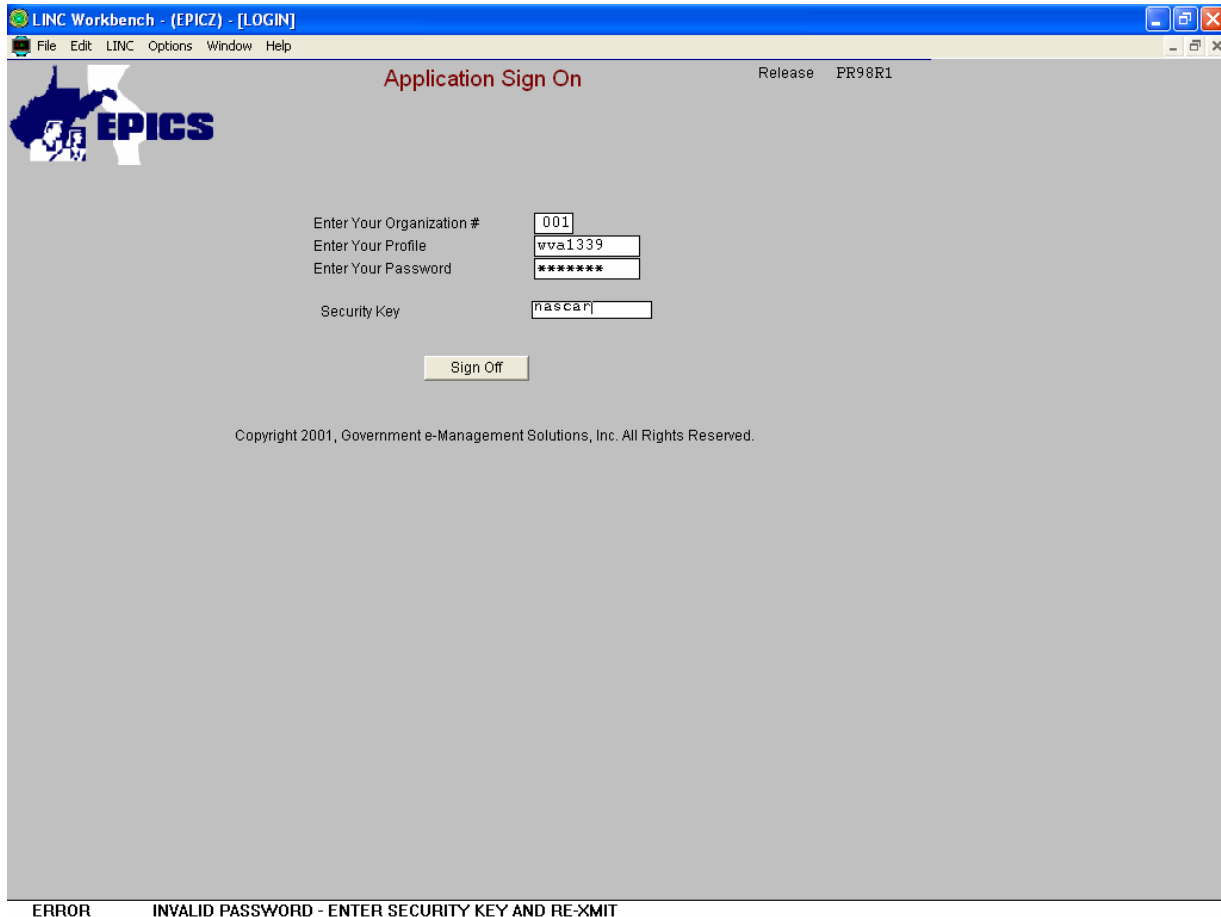 LINC Workbench - (EPICZ) - [LOGIN]
File Edit LINC Options Window Help
Application Sign On
Release PR98R1
EPICS
Enter Your Organization # 001
Enter Your Profile wva1339
Enter Your Password *******
Security Key nascar
Sign Off
Copyright 2001, Government e-Management Solutions, Inc. All Rights Reserved.
ERROR INVALID PASSWORD - ENTER SECURITY KEY AND RE-XMIT